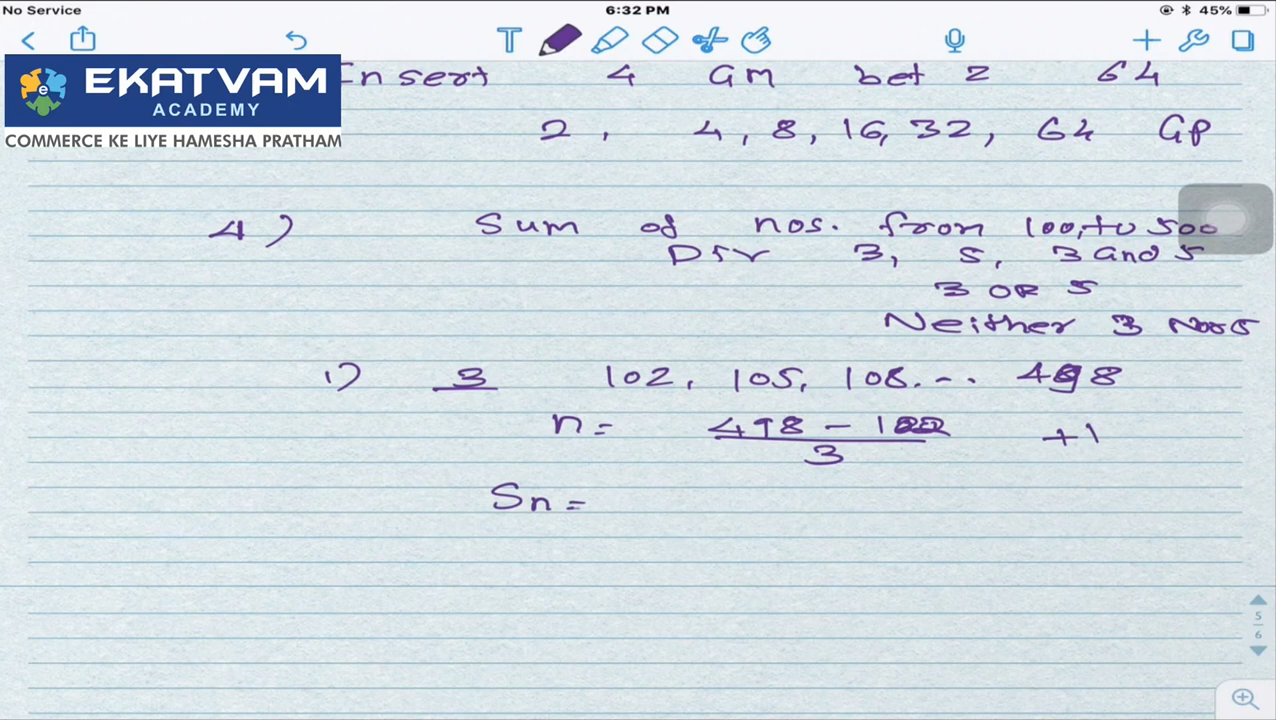 No Service 6:32 PM 45%
EKATVAM
ACADEMY
COMMERCE KE LIYE HAMESHA PRATHAM
Insert 4 GM bet 2 64
2, 4, 8, 16, 32, 64 GP
4) Sum of nos. from 100, to 500
Div 3, 5, 3 and 5
3 OR 5
Neither 3 Nor 5
1) 3 102, 105, 108... 498
n = 498 - 102 +1
3
Sn =
5
6